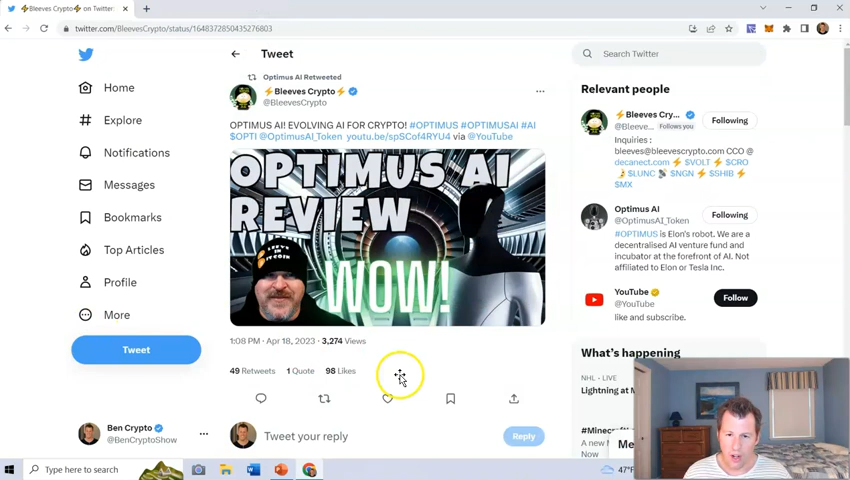 ⚡Bleeves Crypto⚡ on Twitter
twitter.com/BleevesCrypto/status/1648372850435276803
Home
Explore
Notifications
Messages
Bookmarks
Top Articles
Profile
More
Tweet
Ben Crypto
@BenCryptoShow
Tweet
Optimus AI Retweeted
⚡Bleeves Crypto⚡
@BleevesCrypto
OPTIMUS AI! EVOLVING AI FOR CRYPTO! #OPTIMUS #OPTIMUSAI #AI
$OPTI @OptimusAI_Token youtu.be/spSCof4RYU4 via @YouTube
OPTIMUS AI
REVIEW
WOW!
1:08 PM · Apr 18, 2023 · 3,274 Views
49 Retweets 1 Quote 98 Likes
Tweet your reply
Reply
Search Twitter
Relevant people
⚡Bleeves Cry...
@Bleeve... Follows you
Following
Inquiries :
bleeves@bleevescrypto.com CCO @
decanect.com ⚡ $VOLT ⚡ $CRO
$LUNC $NGN ⚡ $SHIB ⚡
$MX
Optimus AI
@OptimusAI_Token
Following
#OPTIMUS is Elon's robot. We are a
decentralised AI venture fund and
incubator at the forefront of AI. Not
affiliated to Elon or Tesla Inc.
YouTube
@YouTube
Follow
like and subscribe.
What's happening
NHL · LIVE
Lightning at
#Minecraft
A new
Now
Me
Type here to search
47°F